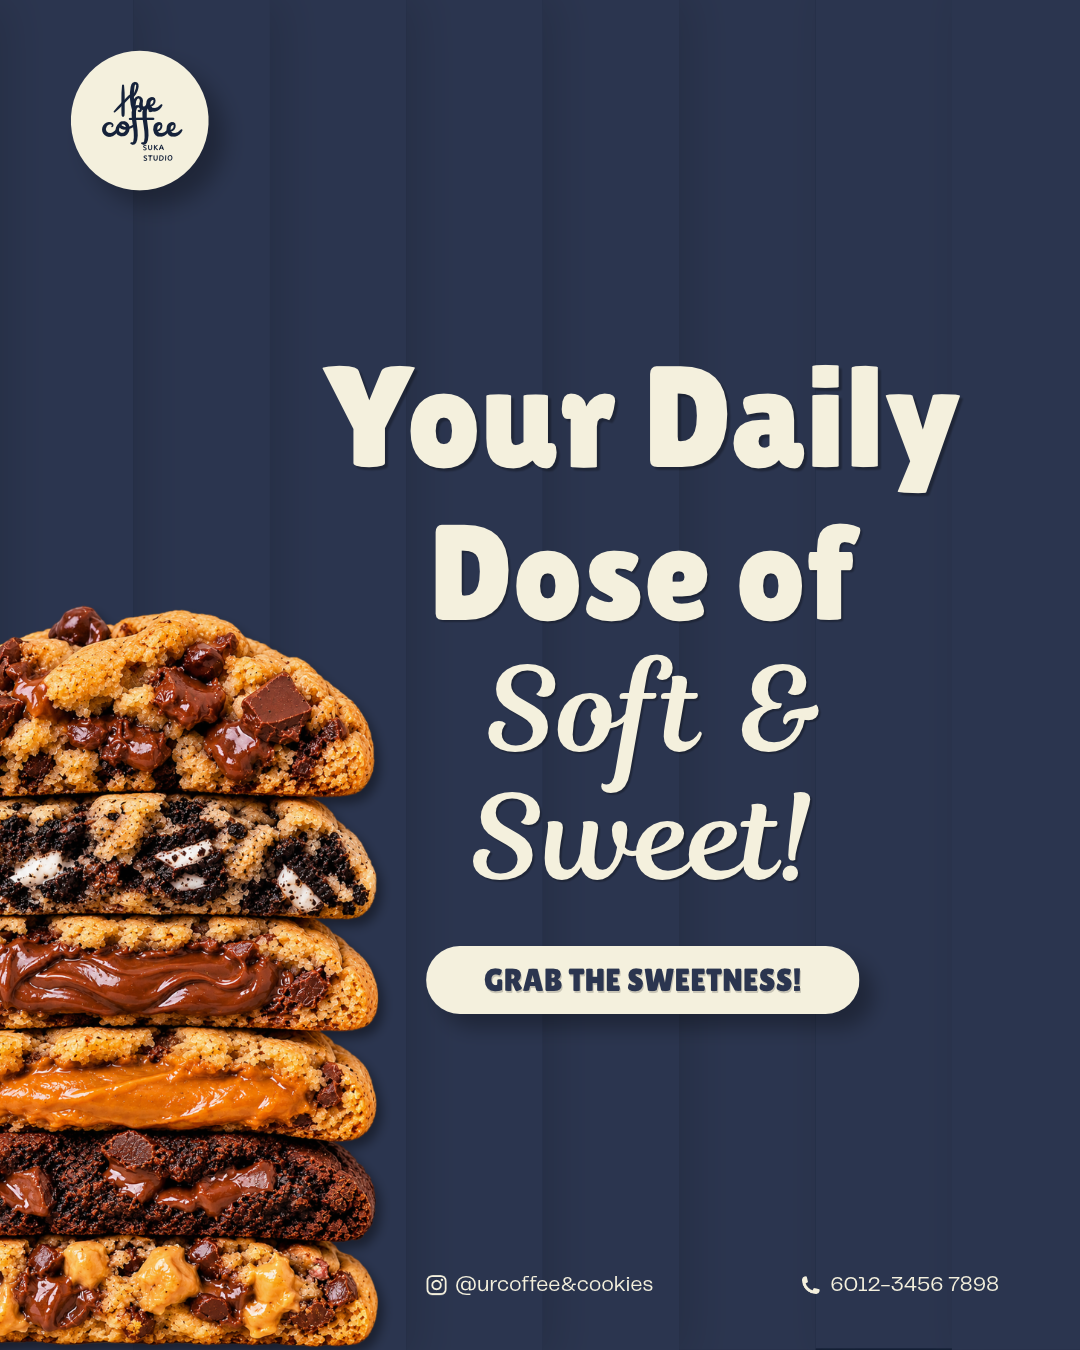 the
coffee
SUKA
STUDIO
Your Daily
Dose of
Soft &
Sweet!
GRAB THE SWEETNESS!
@urcoffee&cookies
6012-3456 7898